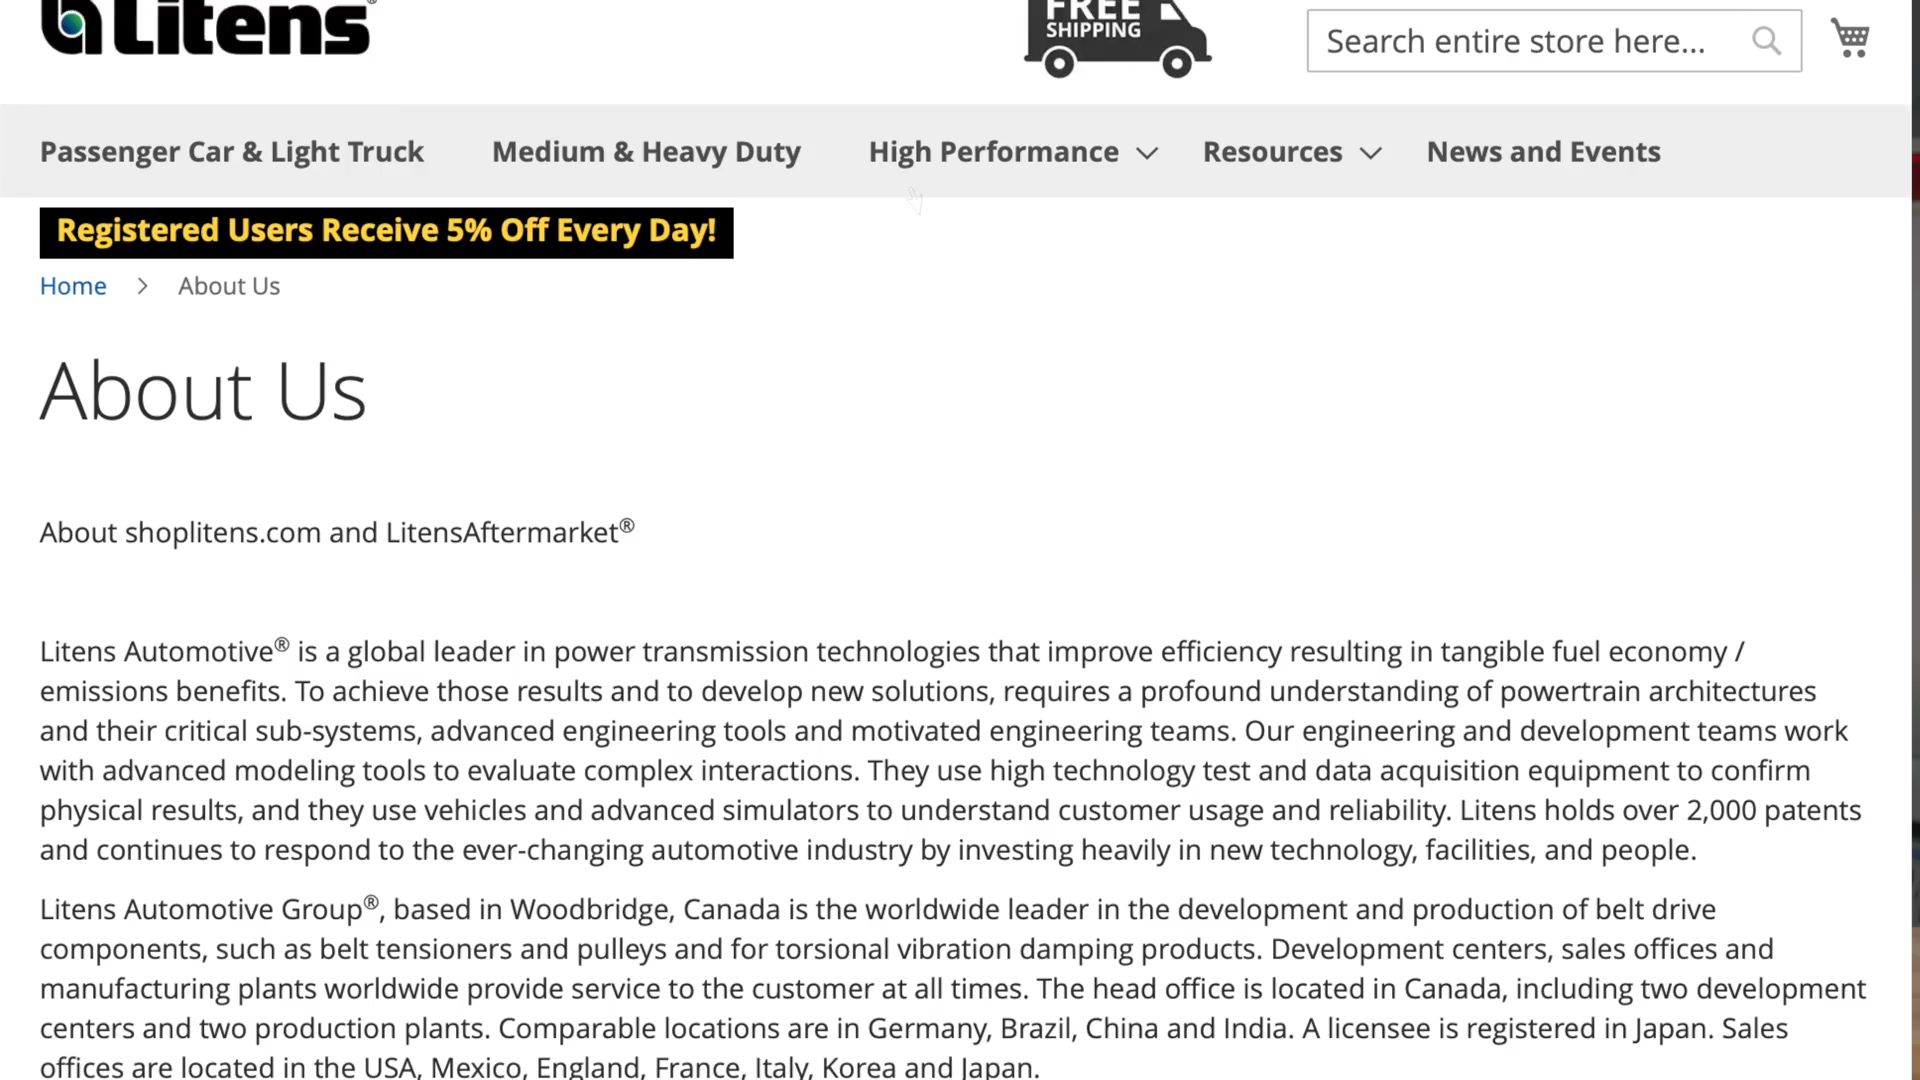 Litens®
FREE
SHIPPING
Search entire store here...
Passenger Car & Light Truck
Medium & Heavy Duty
High Performance
Resources
News and Events
Registered Users Receive 5% Off Every Day!
Home > About Us
About Us
About shoplitens.com and LitensAftermarket®
Litens Automotive® is a global leader in power transmission technologies that improve efficiency resulting in tangible fuel economy /
emissions benefits. To achieve those results and to develop new solutions, requires a profound understanding of powertrain architectures
and their critical sub-systems, advanced engineering tools and motivated engineering teams. Our engineering and development teams work
with advanced modeling tools to evaluate complex interactions. They use high technology test and data acquisition equipment to confirm
physical results, and they use vehicles and advanced simulators to understand customer usage and reliability. Litens holds over 2,000 patents
and continues to respond to the ever-changing automotive industry by investing heavily in new technology, facilities, and people.
Litens Automotive Group®, based in Woodbridge, Canada is the worldwide leader in the development and production of belt drive
components, such as belt tensioners and pulleys and for torsional vibration damping products. Development centers, sales offices and
manufacturing plants worldwide provide service to the customer at all times. The head office is located in Canada, including two development
centers and two production plants. Comparable locations are in Germany, Brazil, China and India. A licensee is registered in Japan. Sales
offices are located in the USA, Mexico, England, France, Italy, Korea and Japan.